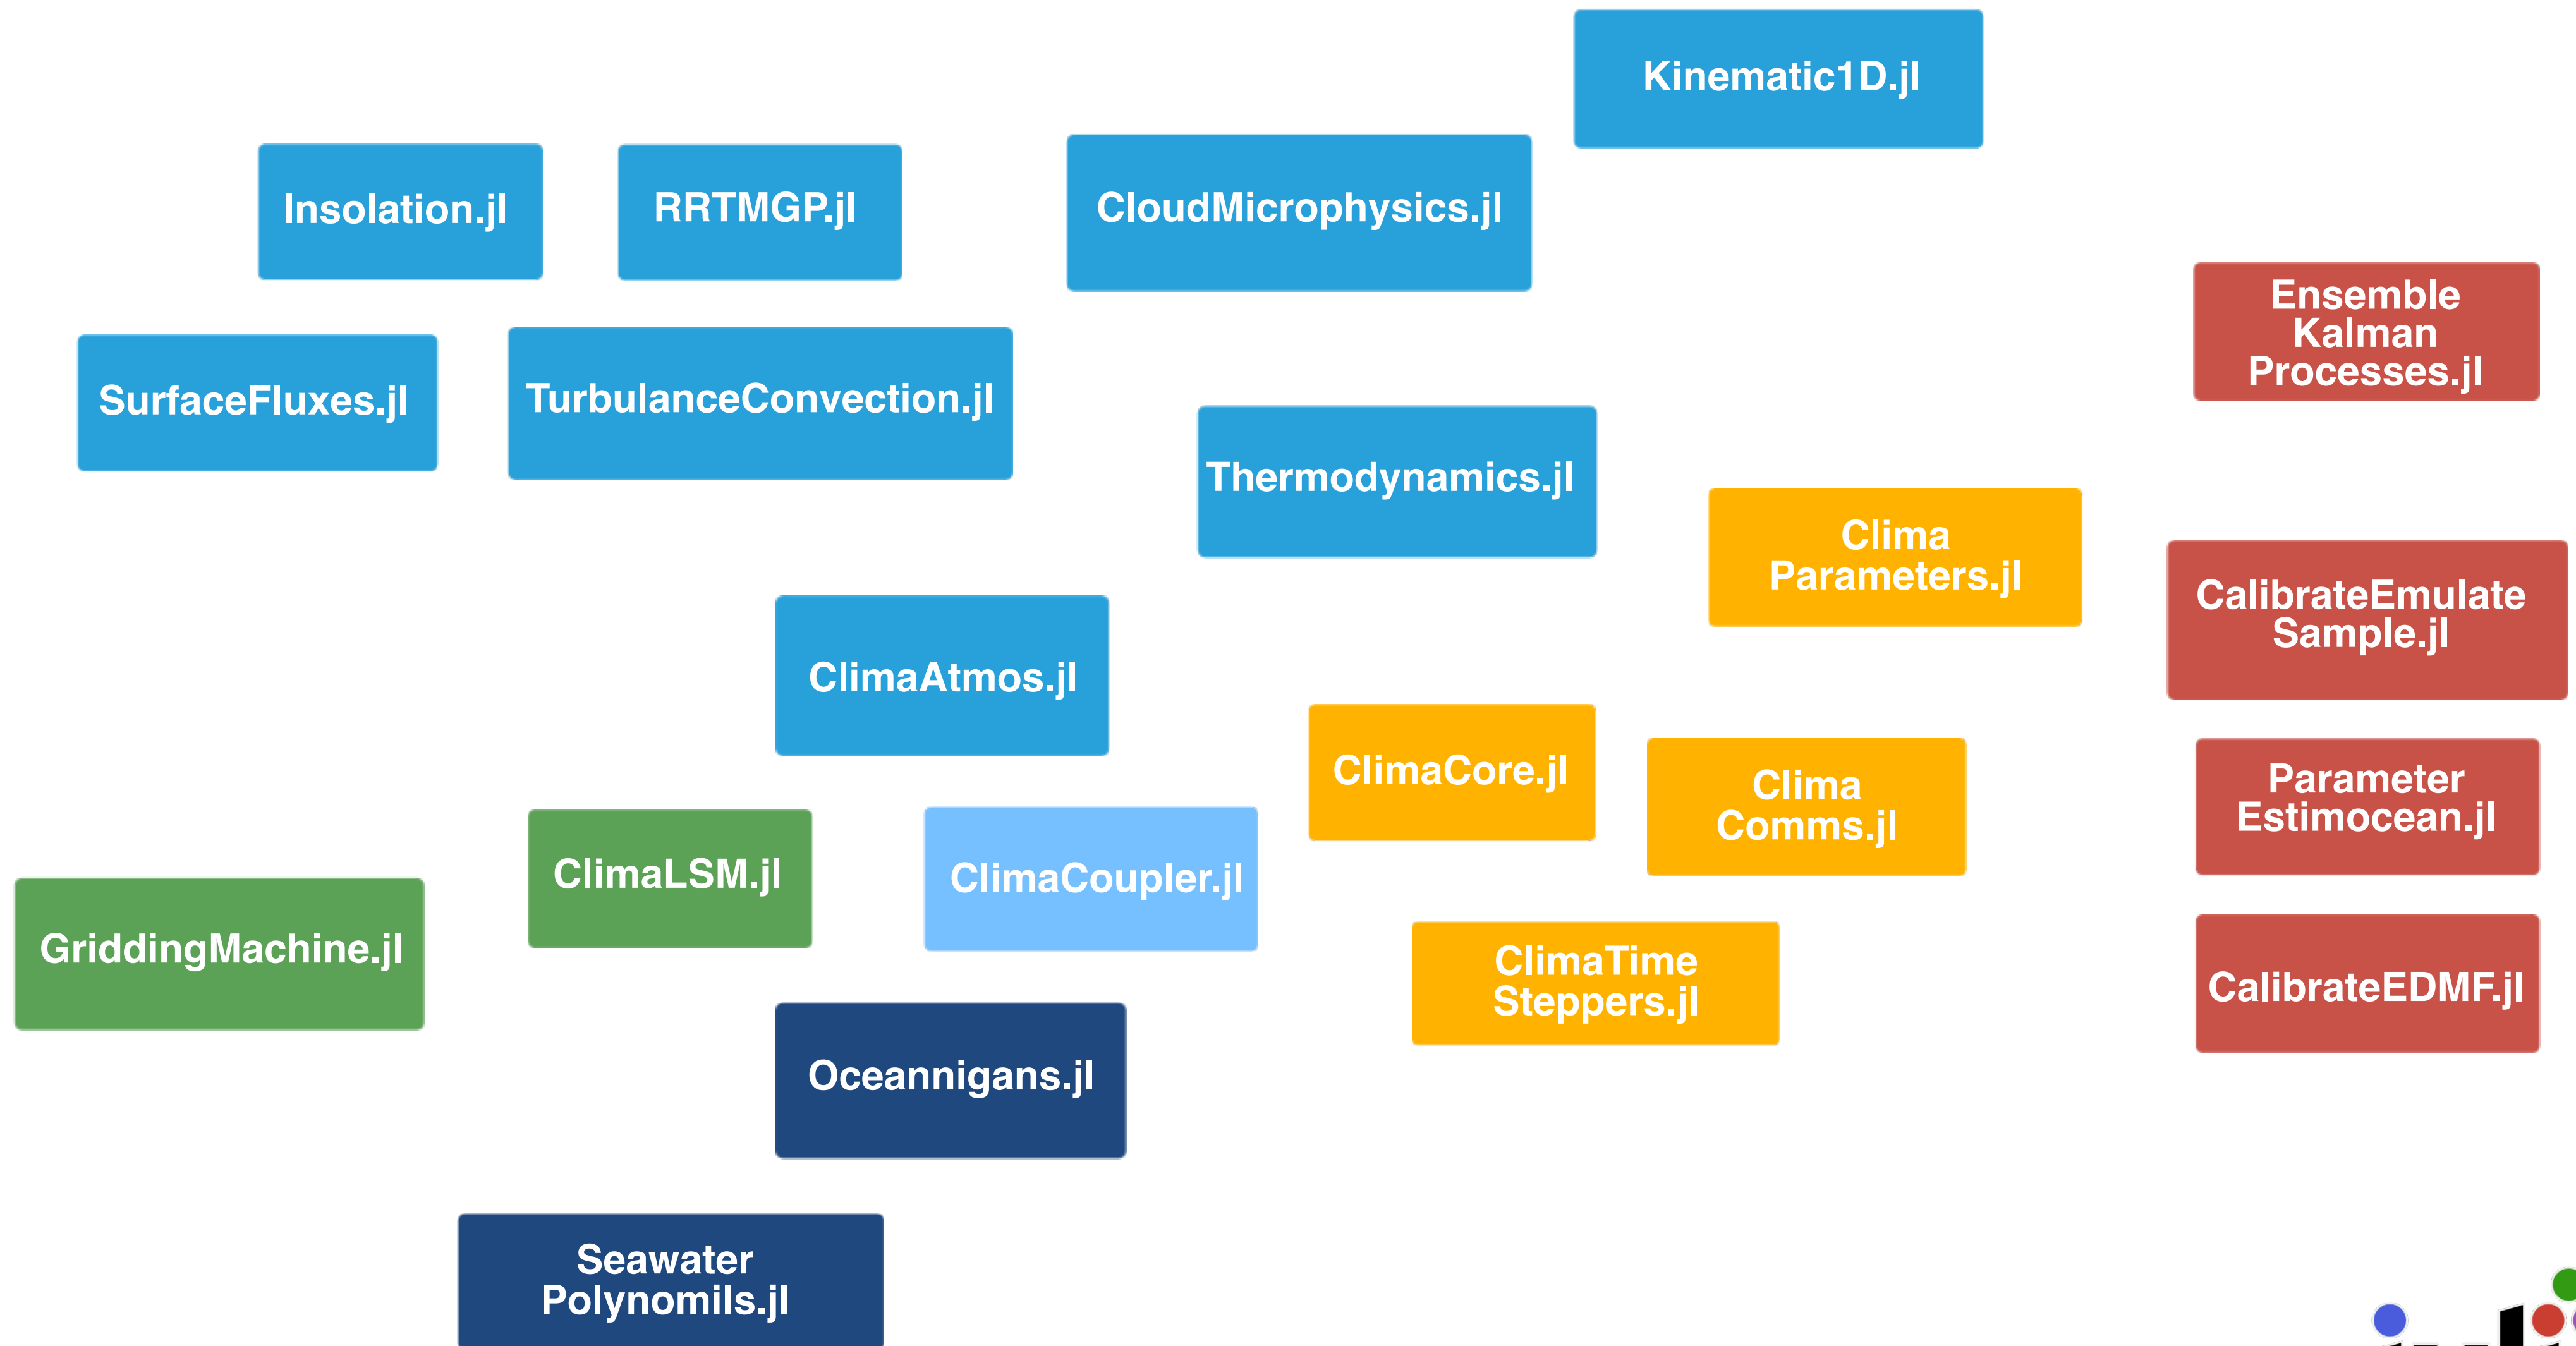 Kinematic1D.jl
Insolation.jl
RRTMGP.jl
CloudMicrophysics.jl
Ensemble
Kalman
Processes.jl
SurfaceFluxes.jl
TurbulanceConvection.jl
Thermodynamics.jl
Clima
Parameters.jl
CalibrateEmulate
Sample.jl
ClimaAtmos.jl
ClimaCore.jl
Clima
Comms.jl
Parameter
Estimocean.jl
ClimaLSM.jl
ClimaCoupler.jl
GriddingMachine.jl
ClimaTime
Steppers.jl
CalibrateEDMF.jl
Oceannigans.jl
Seawater
Polynomils.jl